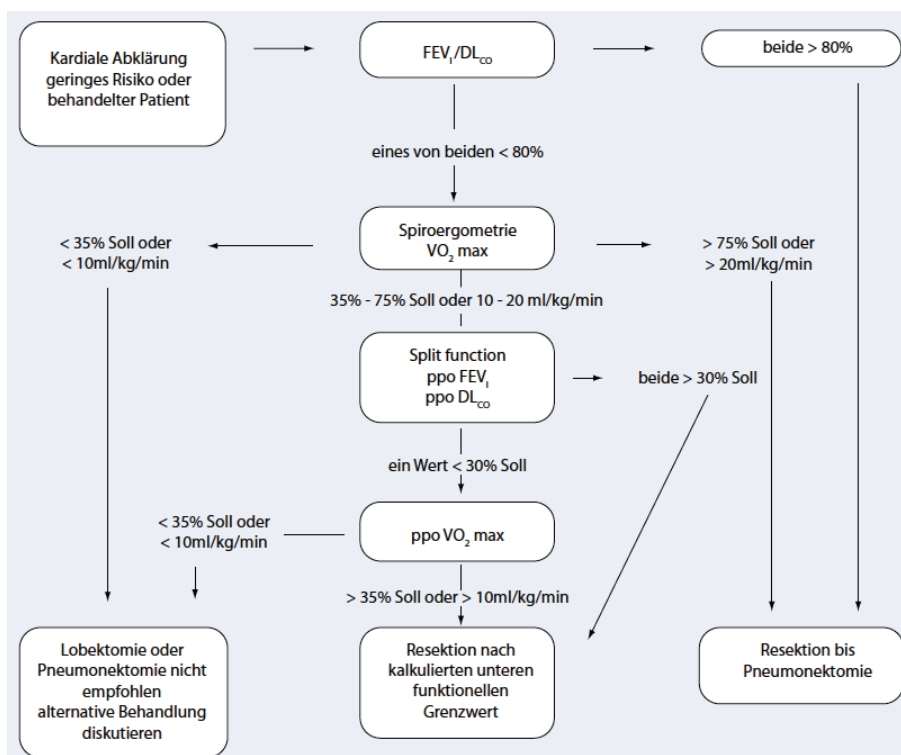 Kardiale Abklärung
geringes Risiko oder
behandelter Patient
FEV₁/DL_CO
beide > 80%
eines von beiden < 80%
Spiroergometrie
VO₂ max
< 35% Soll oder
< 10ml/kg/min
> 75% Soll oder
> 20ml/kg/min
35% - 75% Soll oder 10 - 20 ml/kg/min
Split function
ppo FEV₁
ppo DL_CO
beide > 30% Soll
ein Wert < 30% Soll
ppo VO₂ max
< 35% Soll oder
< 10ml/kg/min
> 35% Soll oder > 10ml/kg/min
Lobektomie oder
Pneumonektomie nicht
empfohlen
alternative Behandlung
diskutieren
Resektion nach
kalkulierten unteren
funktionellen
Grenzwert
Resektion bis
Pneumonektomie